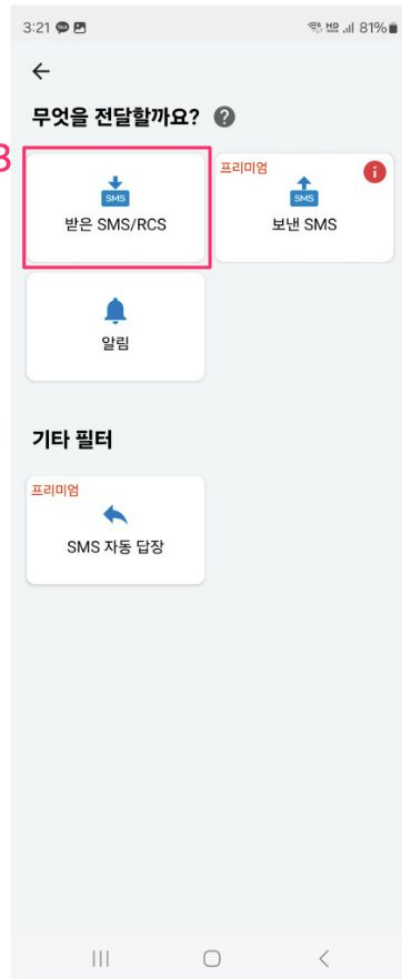 3:21
HD
81%
무엇을 전달할까요? ?
3
SMS
받은 SMS/RCS
프리미엄
i
SMS
보낸 SMS
알림
기타 필터
프리미엄
SMS 자동 답장